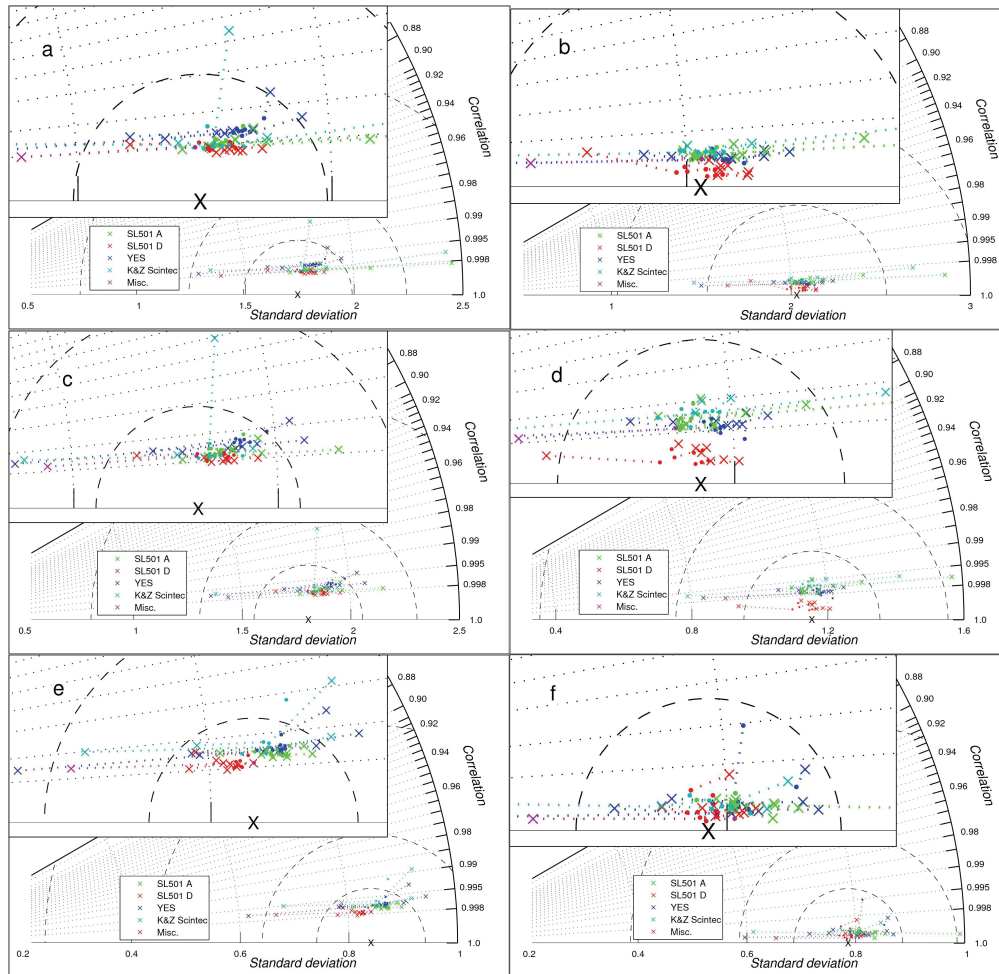 a
0.88
0.90
0.92
0.94
0.96
0.98
0.99
0.995
0.998
1.0
Correlation
SL501 A
SL501 D
YES
K&Z Scintec
Misc.
X
x
0.5
1
1.5
2
2.5
Standard deviation
b
0.88
0.90
0.92
0.94
0.96
0.98
0.99
0.995
0.998
1.0
Correlation
SL501 A
SL501 D
YES
K&Z Scintec
Misc.
X
x
1
2
3
Standard deviation
c
0.88
0.90
0.92
0.94
0.96
0.98
0.99
0.995
0.998
1.0
Correlation
SL501 A
SL501 D
YES
K&Z Scintec
Misc.
X
x
0.5
1
1.5
2
2.5
Standard deviation
d
0.88
0.90
0.92
0.94
0.96
0.98
0.99
0.995
0.998
1.0
Correlation
SL501 A
SL501 D
YES
K&Z Scintec
Misc.
X
x
0.4
0.8
1.2
1.6
Standard deviation
e
0.88
0.90
0.92
0.94
0.96
0.98
0.99
0.995
0.998
1.0
Correlation
SL501 A
SL501 D
YES
K&Z Scintec
Misc.
X
x
0.2
0.4
0.6
0.8
1
Standard deviation
f
0.88
0.90
0.92
0.94
0.96
0.98
0.99
0.995
0.998
1.0
Correlation
SL501 A
SL501 D
YES
K&Z Scintec
Misc.
X
x
0.2
0.4
0.6
0.8
1
Standard deviation